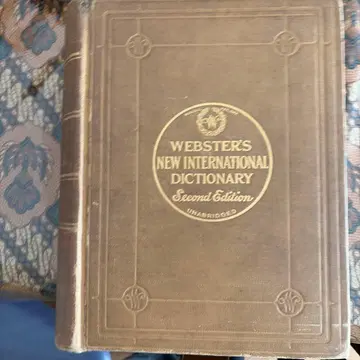 WEBSTER'S
NEW INTERNATIONAL
DICTIONARY
Second Edition
UNABRIDGED